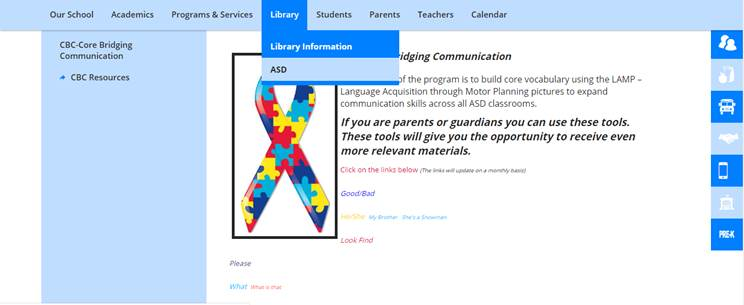 Our School Academics Programs & Services Library Students Parents Teachers Calendar
Library Information
ASD
CBC-Core Bridging
Communication
CBC Resources
idging Communication
of the program is to build core vocabulary using the LAMP –
Language Acquisition through Motor Planning pictures to expand
communication skills across all ASD classrooms.
If you are parents or guardians you can use these tools.
These tools will give you the opportunity to receive even
more relevant materials.
Click on the links below (The links will update on a monthly basis)
Good/Bad
He/She My Brother She's a Snowman
Look Find
Please
What What is that
PRE-K